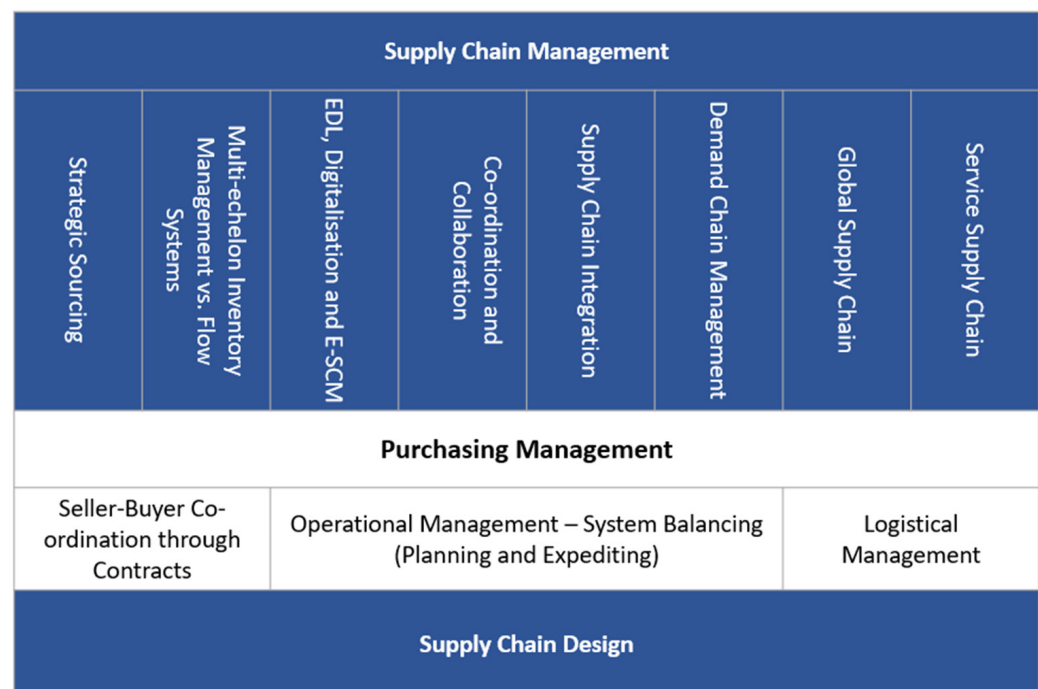 Supply Chain Management
Strategic Sourcing
Multi-echelon Inventory
Management vs. Flow
Systems
EDL, Digitalisation and E-SCM
Co-ordination and
Collaboration
Supply Chain Integration
Demand Chain Management
Global Supply Chain
Service Supply Chain
Purchasing Management
Seller-Buyer Co-
ordination through
Contracts
Operational Management – System Balancing
(Planning and Expediting)
Logistical
Management
Supply Chain Design